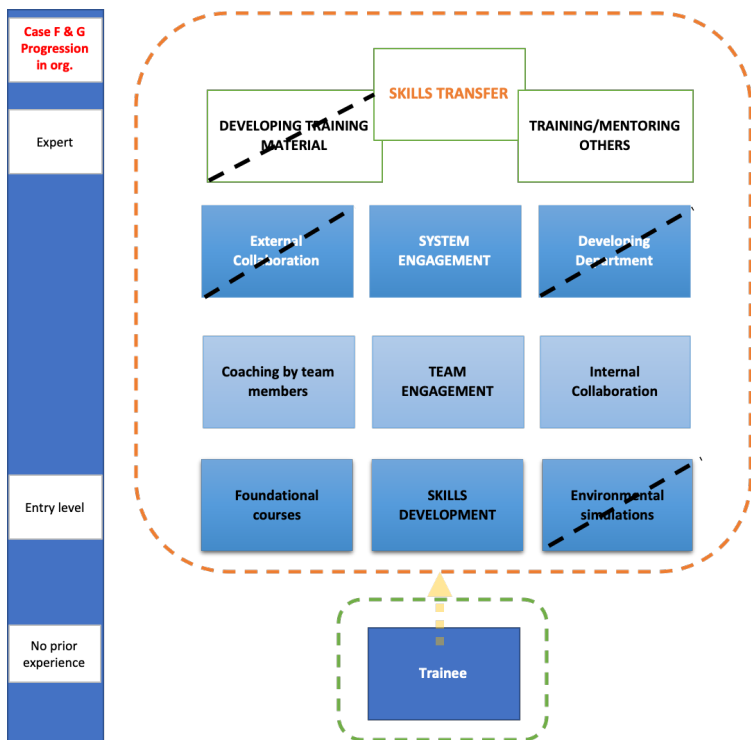 Case F & G
Progression
in org.
SKILLS TRANSFER
DEVELOPING TRAINING
MATERIAL
TRAINING/MENTORING
OTHERS
Expert
External
Collaboration
SYSTEM
ENGAGEMENT
Developing
Department
Coaching by team
members
TEAM
ENGAGEMENT
Internal
Collaboration
Entry level
Foundational
courses
SKILLS
DEVELOPMENT
Environmental
simulations
No prior
experience
Trainee